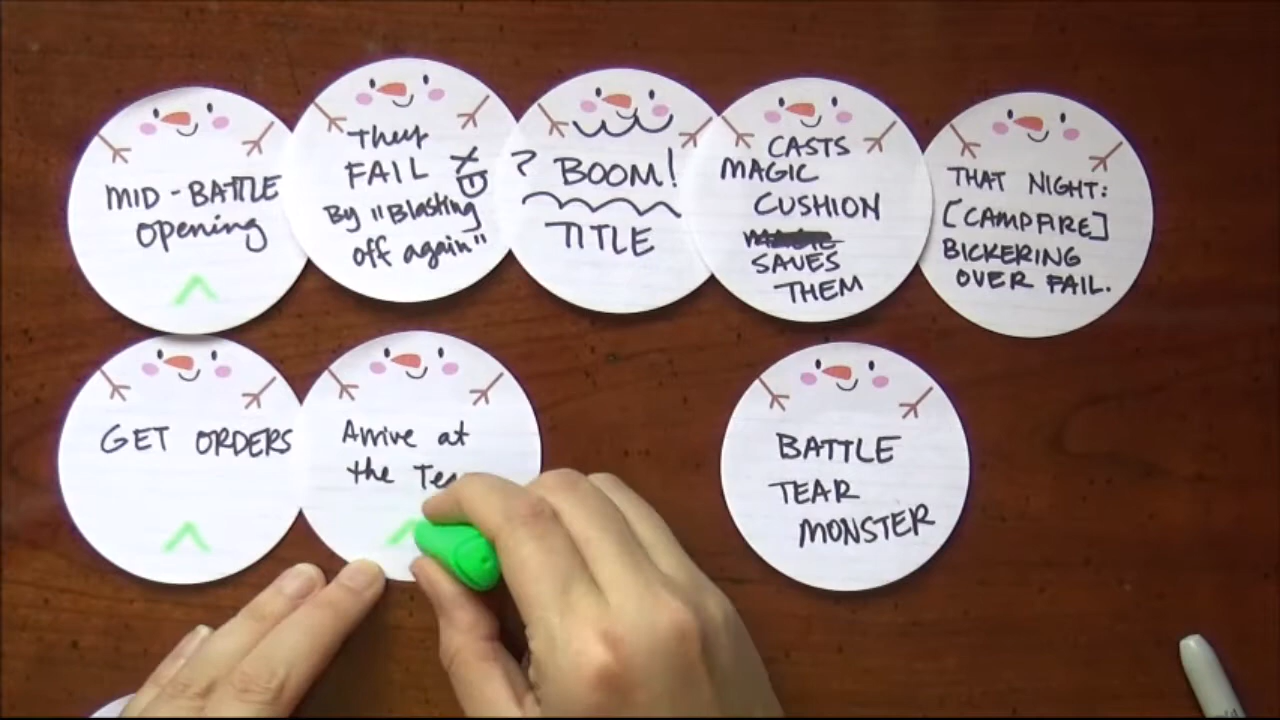 MID-BATTLE
opening
They
FAIL
By "Blasting
off again"
? BOOM!
TITLE
CASTS
MAGIC
CUSHION
SAVES
THEM
THAT NIGHT:
[CAMPFIRE]
BICKERING
OVER FAIL.
GET ORDERS
Arrive at
the
BATTLE
TEAR
MONSTER